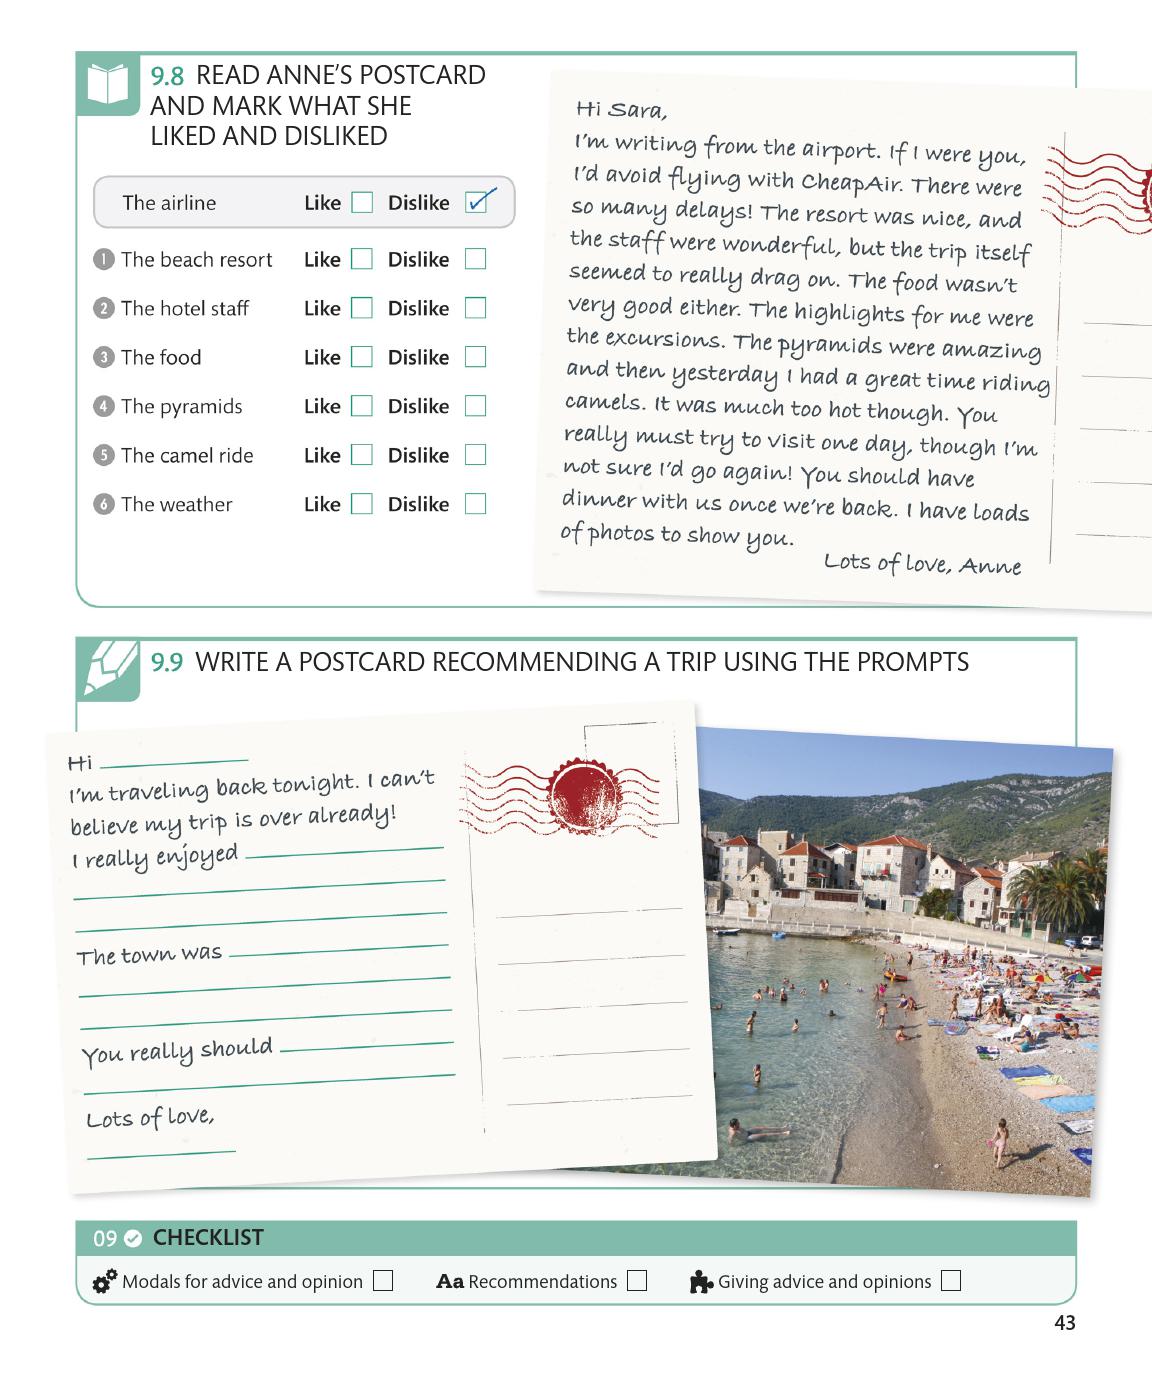 9.8 READ ANNE'S POSTCARD
AND MARK WHAT SHE
LIKED AND DISLIKED
The airline Like Dislike
1 The beach resort Like Dislike
2 The hotel staff Like Dislike
3 The food Like Dislike
4 The pyramids Like Dislike
5 The camel ride Like Dislike
6 The weather Like Dislike
Hi Sara,
I'm writing from the airport. If I were you,
I'd avoid flying with CheapAir. There were
so many delays! The resort was nice, and
the staff were wonderful, but the trip itself
seemed to really drag on. The food wasn't
very good either. The highlights for me were
the excursions. The pyramids were amazing
and then yesterday I had a great time riding
camels. It was much too hot though. You
really must try to visit one day, though I'm
not sure I'd go again! You should have
dinner with us once we're back. I have loads
of photos to show you.
Lots of love, Anne
9.9 WRITE A POSTCARD RECOMMENDING A TRIP USING THE PROMPTS
Hi
I'm traveling back tonight. I can't
believe my trip is over already!
I really enjoyed
The town was
You really should
Lots of love,
09 CHECKLIST
Modals for advice and opinion Aa Recommendations Giving advice and opinions
43